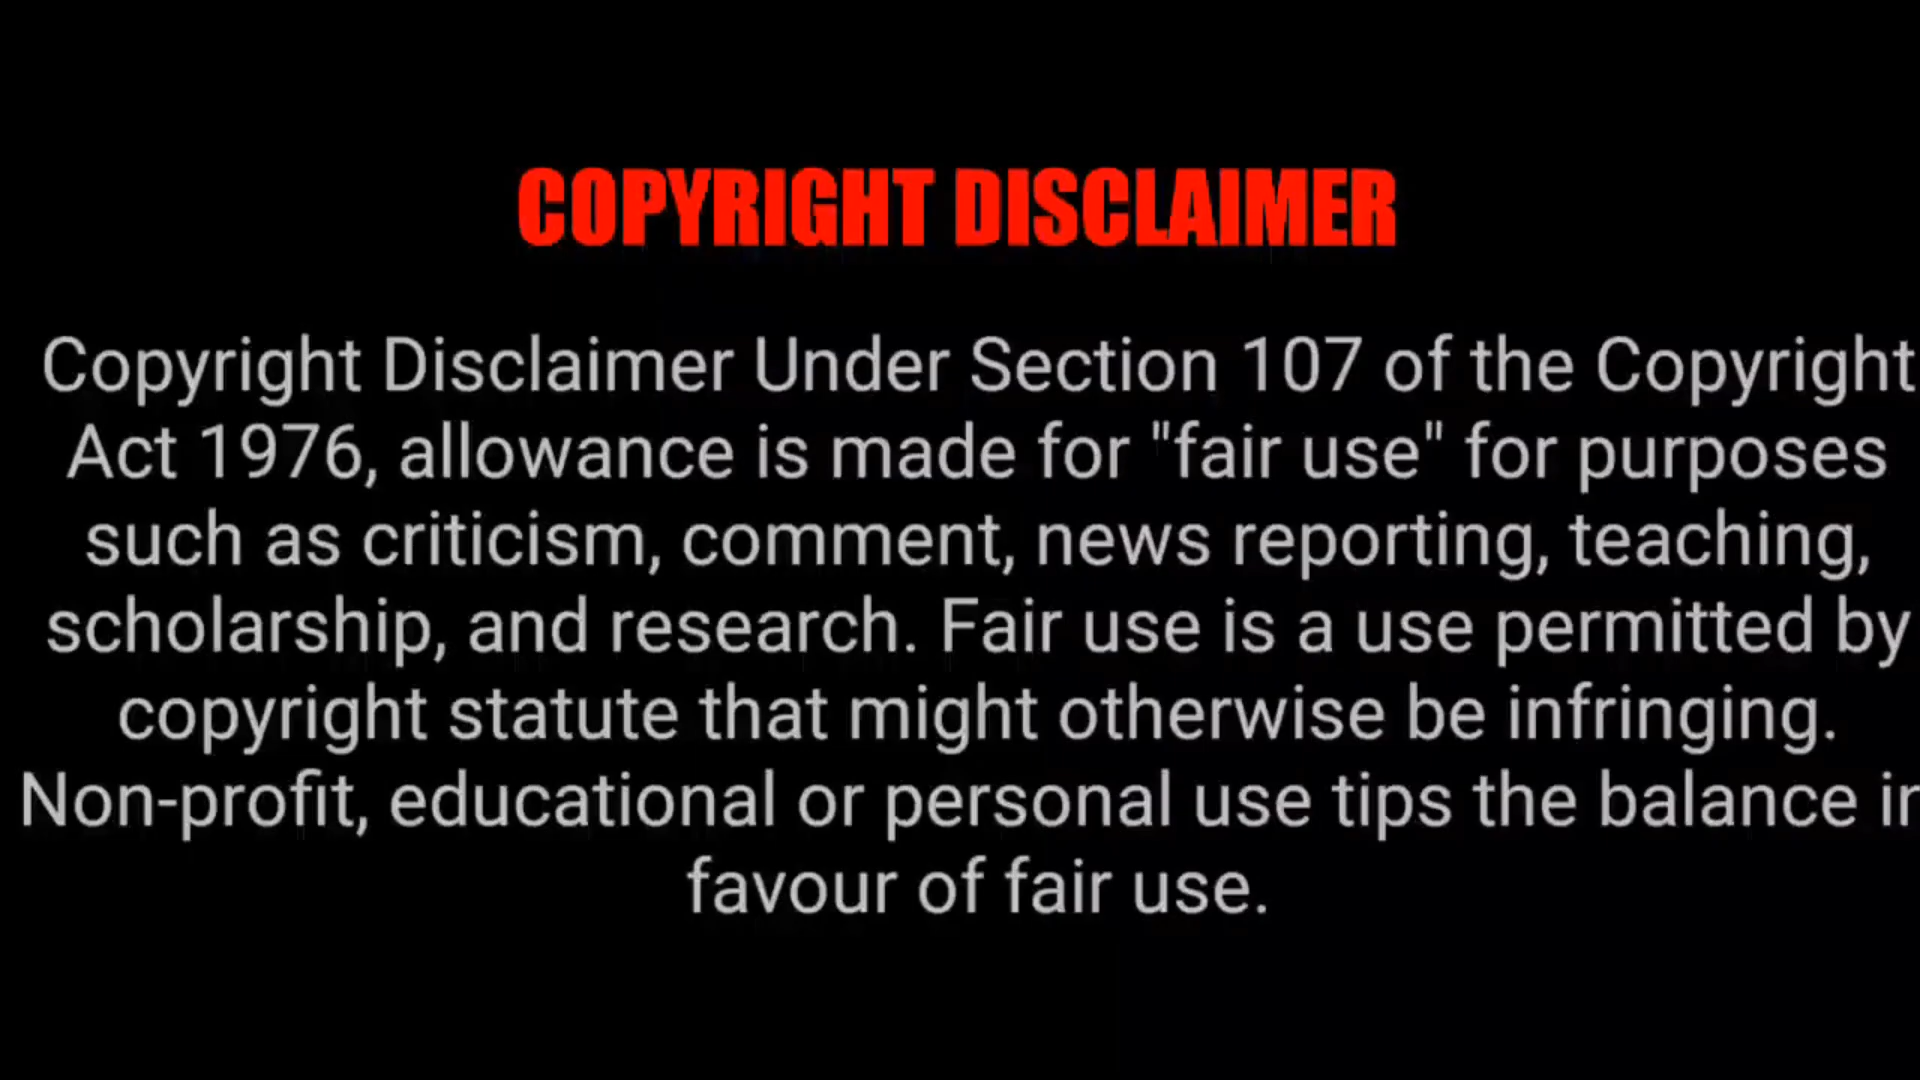 COPYRIGHT DISCLAIMER
Copyright Disclaimer Under Section 107 of the Copyright
Act 1976, allowance is made for "fair use" for purposes
such as criticism, comment, news reporting, teaching,
scholarship, and research. Fair use is a use permitted by
copyright statute that might otherwise be infringing.
Non-profit, educational or personal use tips the balance in
favour of fair use.